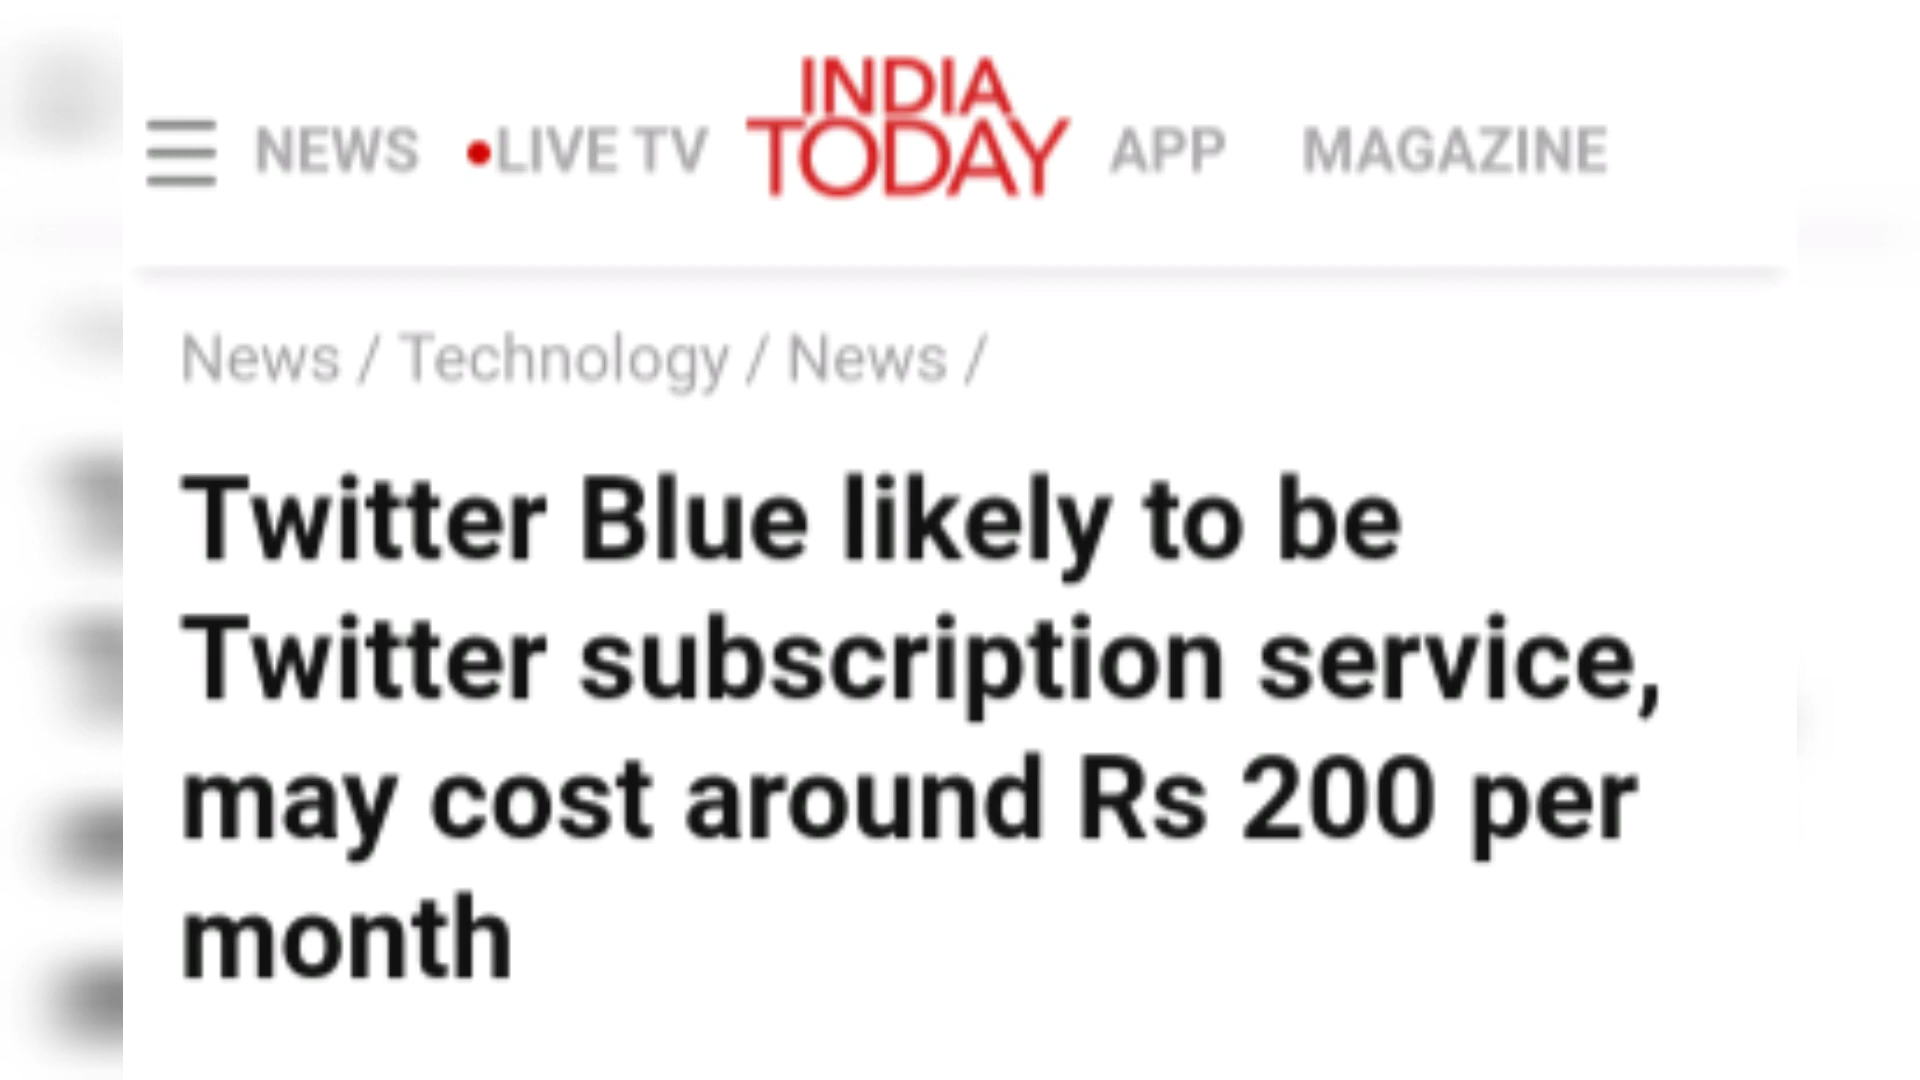 NEWS •LIVE TV INDIA TODAY APP MAGAZINE
News / Technology / News /
Twitter Blue likely to be
Twitter subscription service,
may cost around Rs 200 per
month